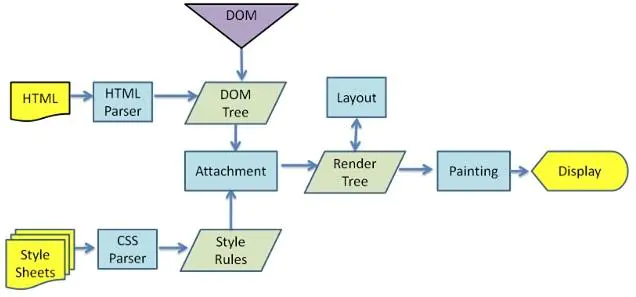 DOM
HTML
HTML
Parser
DOM
Tree
Layout
Attachment
Render
Tree
Painting
Display
Style
Sheets
CSS
Parser
Style
Rules